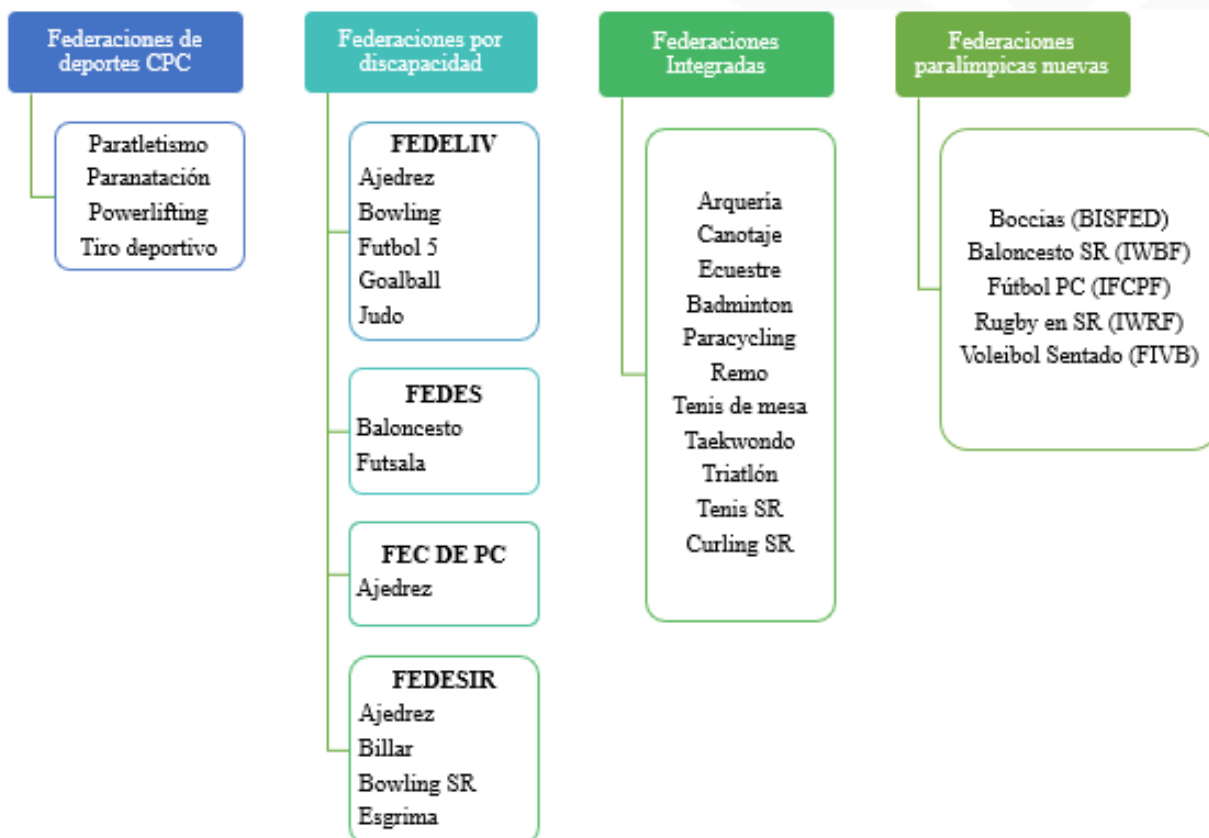 Federaciones de
deportes CPC
Paratletismo
Paranatación
Powerlifting
Tiro deportivo
Federaciones por
discapacidad
FEDELIV
Ajedrez
Bowling
Futbol 5
Goalball
Judo
FEDES
Baloncesto
Futsala
FEC DE PC
Ajedrez
FEDESIR
Ajedrez
Billar
Bowling SR
Esgrima
Federaciones
Integradas
Arquería
Canotaje
Ecuestre
Badminton
Paracycling
Remo
Tenis de mesa
Taekwondo
Triatlón
Tenis SR
Curling SR
Federaciones
paralímpicas nuevas
Boccias (BISFED)
Baloncesto SR (IWBF)
Fútbol PC (IFCPF)
Rugby en SR (IWRF)
Voleibol Sentado (FIVB)